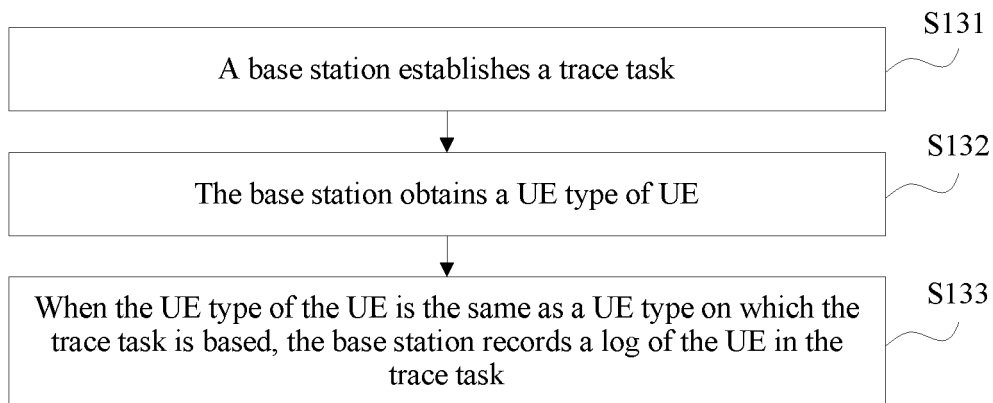 S131
A base station establishes a trace task
S132
The base station obtains a UE type of UE
S133
When the UE type of the UE is the same as a UE type on which the
trace task is based, the base station records a log of the UE in the
trace task